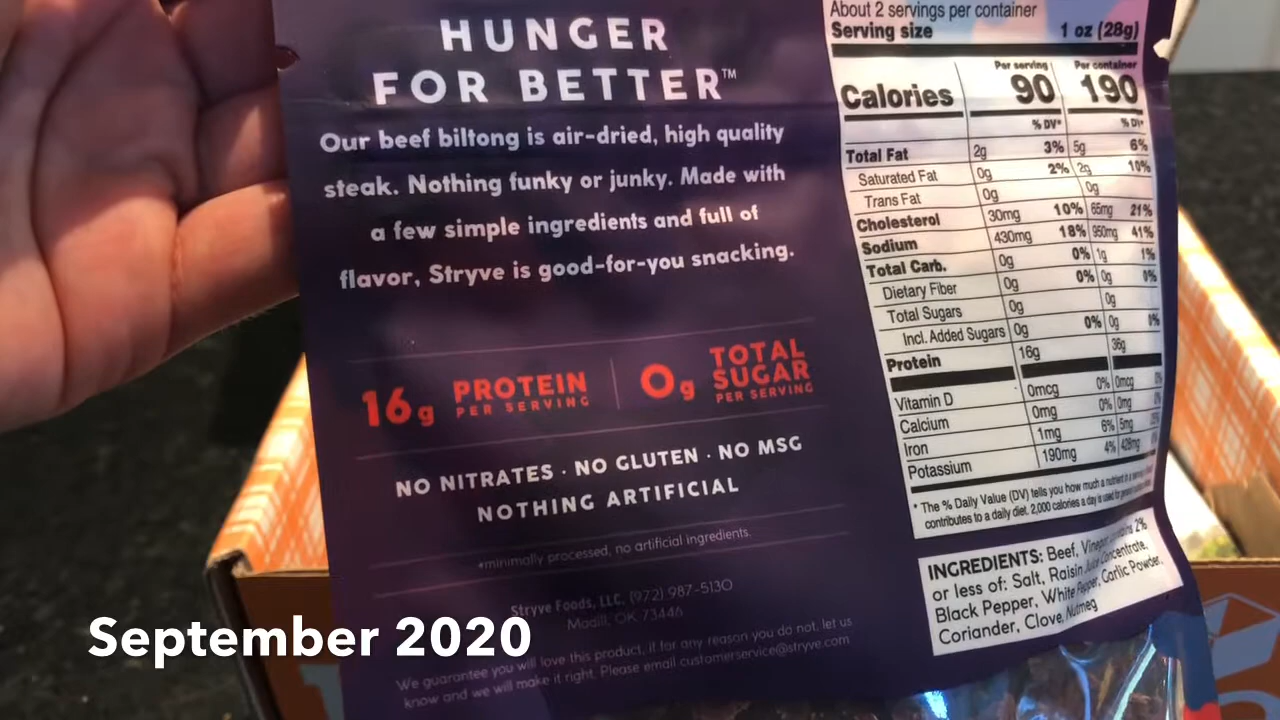 HUNGER
FOR BETTER™
Our beef biltong is air-dried, high quality
steak. Nothing funky or junky. Made with
a few simple ingredients and full of
flavor, Stryve is good-for-you snacking.
16g PROTEIN PER SERVING
0g TOTAL SUGAR PER SERVING
NO NITRATES · NO GLUTEN · NO MSG
NOTHING ARTIFICIAL
*minimally processed, no artificial ingredients.
Stryve Foods, LLC. (972) 987-5130
Madill, OK 73446
We guarantee you will love this product, if for any reason you do not, let us
know and we will make it right. Please email customerservice@stryve.com
About 2 servings per container
Serving size 1 oz (28g)
Per serving Per container
Calories 90 190
% DV* % DV*
Total Fat 2g 3% 5g 6%
Saturated Fat 0g 2% 2g 10%
Trans Fat 0g 0g
Cholesterol 30mg 10% 65mg 21%
Sodium 430mg 18% 950mg 41%
Total Carb. 0g 0% 1g 1%
Dietary Fiber 0g 0% 0g 0%
Total Sugars 0g 0g
Incl. Added Sugars 0g 0% 0g 0%
Protein 16g 36g
Vitamin D 0mcg 0% 0mcg
Calcium 0mg 0% 0mg
Iron 1mg 6% 5mg
Potassium 190mg 4% 428mg
* The % Daily Value (DV) tells you how much a nutrient in a
contributes to a daily diet. 2,000 calories a day is used for
INGREDIENTS: Beef, Vinegar, 2%
or less of: Salt, Raisin Juice Concentrate,
Black Pepper, White Pepper, Garlic Powder,
Coriander, Clove, Nutmeg
September 2020